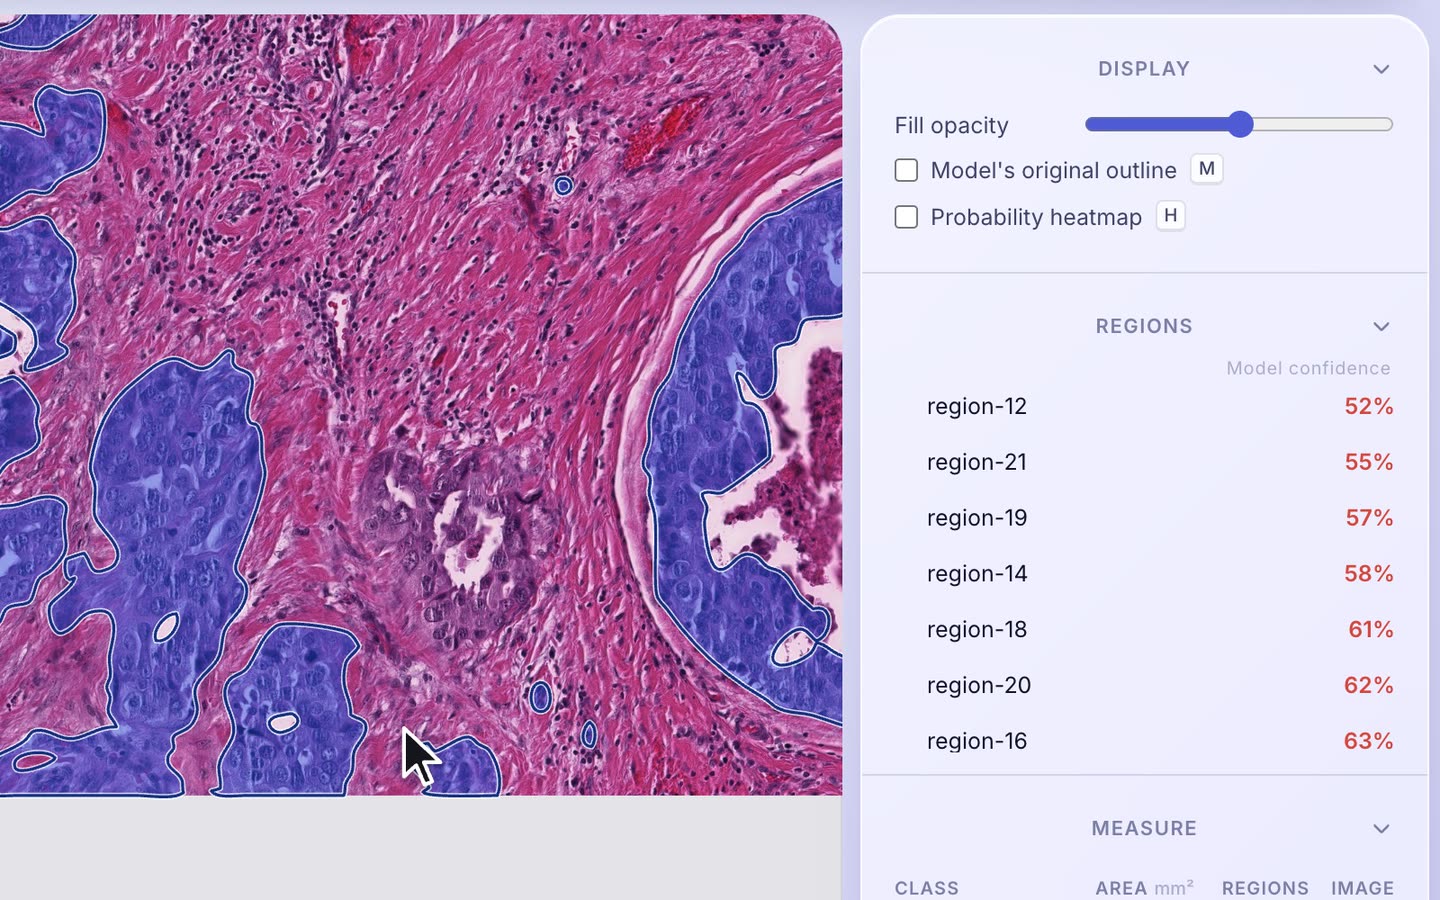 DISPLAY
Fill opacity
Model's original outline M
Probability heatmap H
REGIONS
Model confidence
region-12 52%
region-21 55%
region-19 57%
region-14 58%
region-18 61%
region-20 62%
region-16 63%
MEASURE
CLASS AREA mm² REGIONS IMAGE